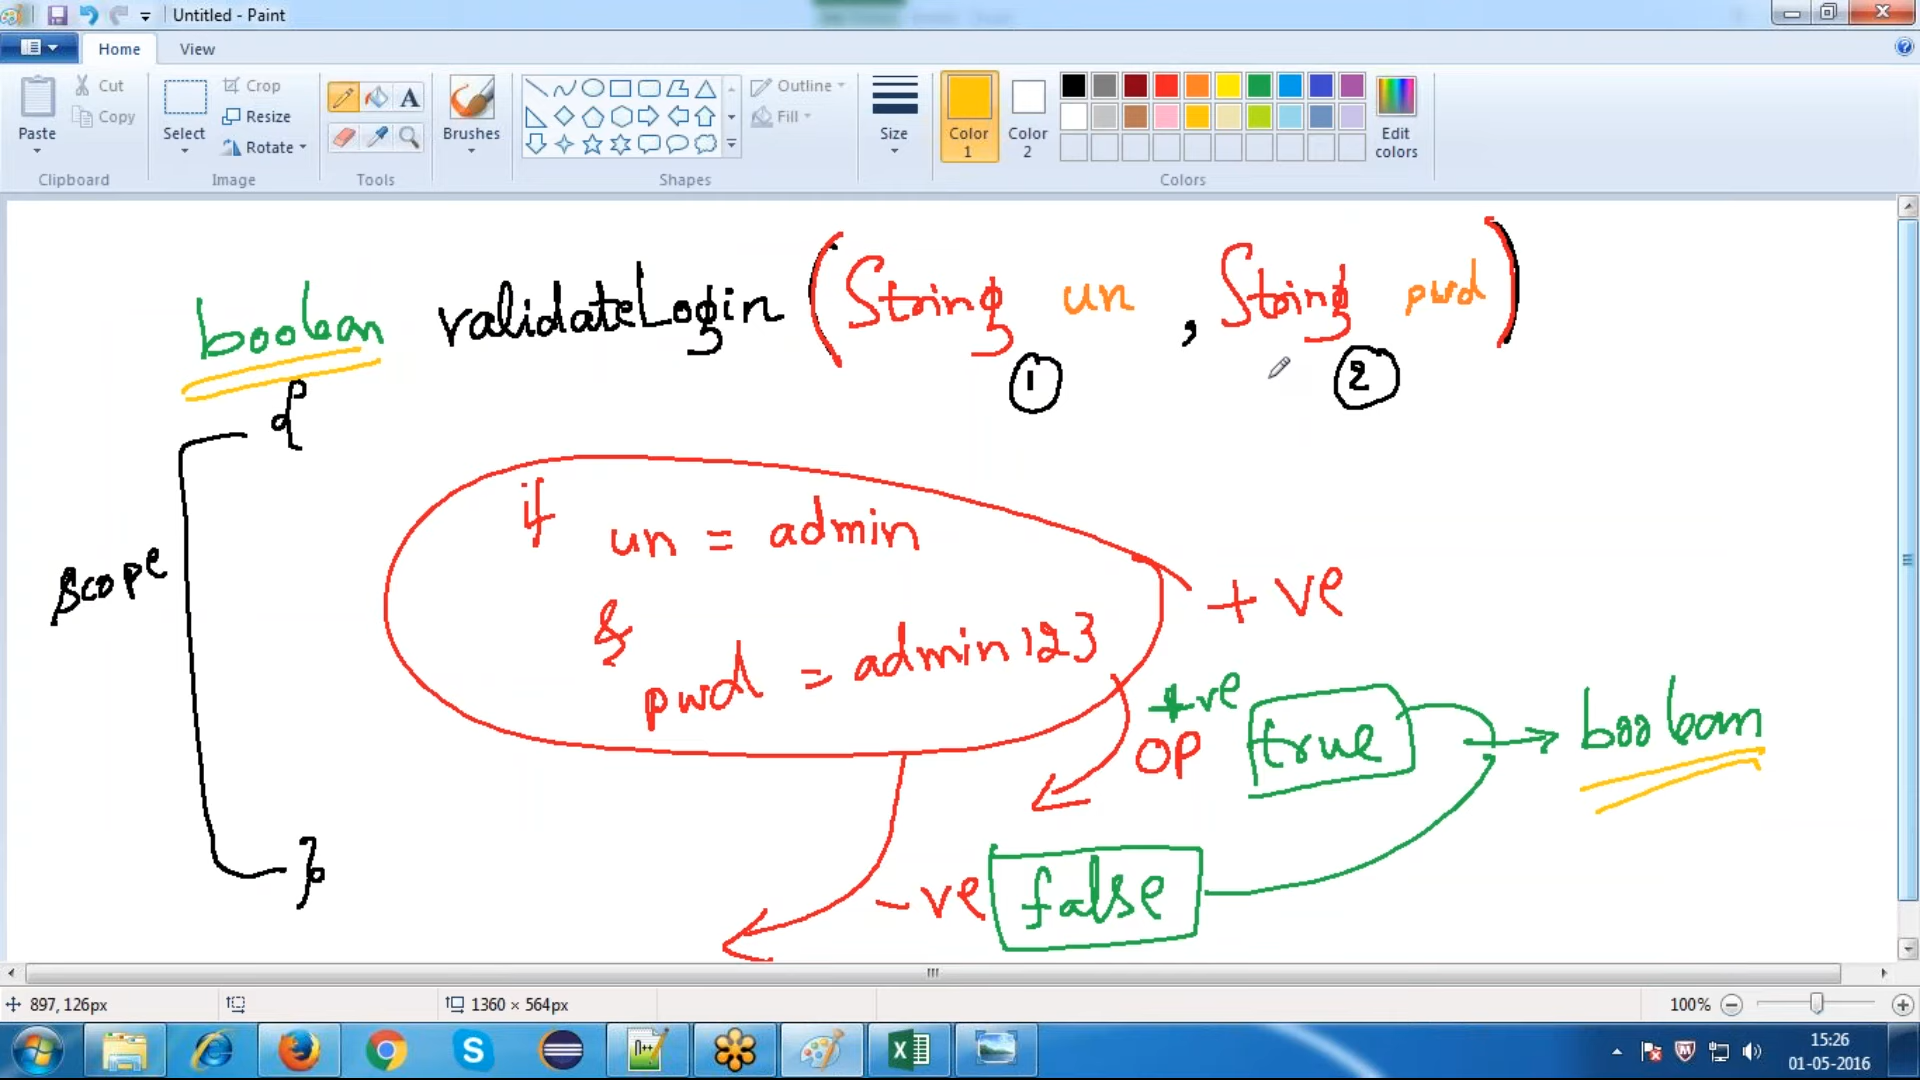 Untitled - Paint
Home View
Paste Cut Copy Clipboard
Select Crop Resize Rotate Image
Tools
Brushes
Shapes
Outline Fill
Size
Color 1 Color 2
Edit colors
Colors
boolean validateLogin (String un , String pwd)
1 2
{
if un = admin
&
pwd = admin123
scope
+ve
+ve
OP true → boolean
-ve false
}
897, 126px 1360 × 564px 100%
15:26
01-05-2016